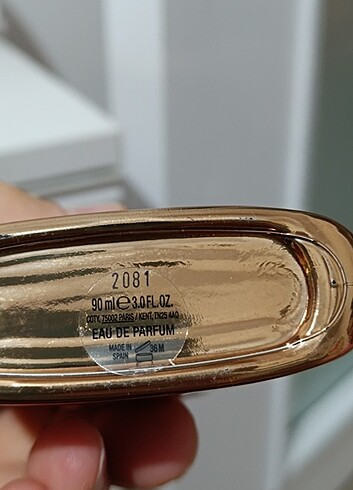 2081
90 ml ℮ 3.0 FL.OZ.
COTY, 75002 PARIS / KENT, TN25 4AQ
EAU DE PARFUM
MADE IN
SPAIN
36 M